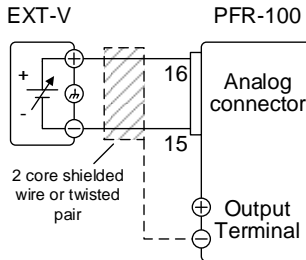 EXT-V
PFR-100
+
-
16
15
Analog
connector
2 core shielded
wire or twisted
pair
Output
Terminal